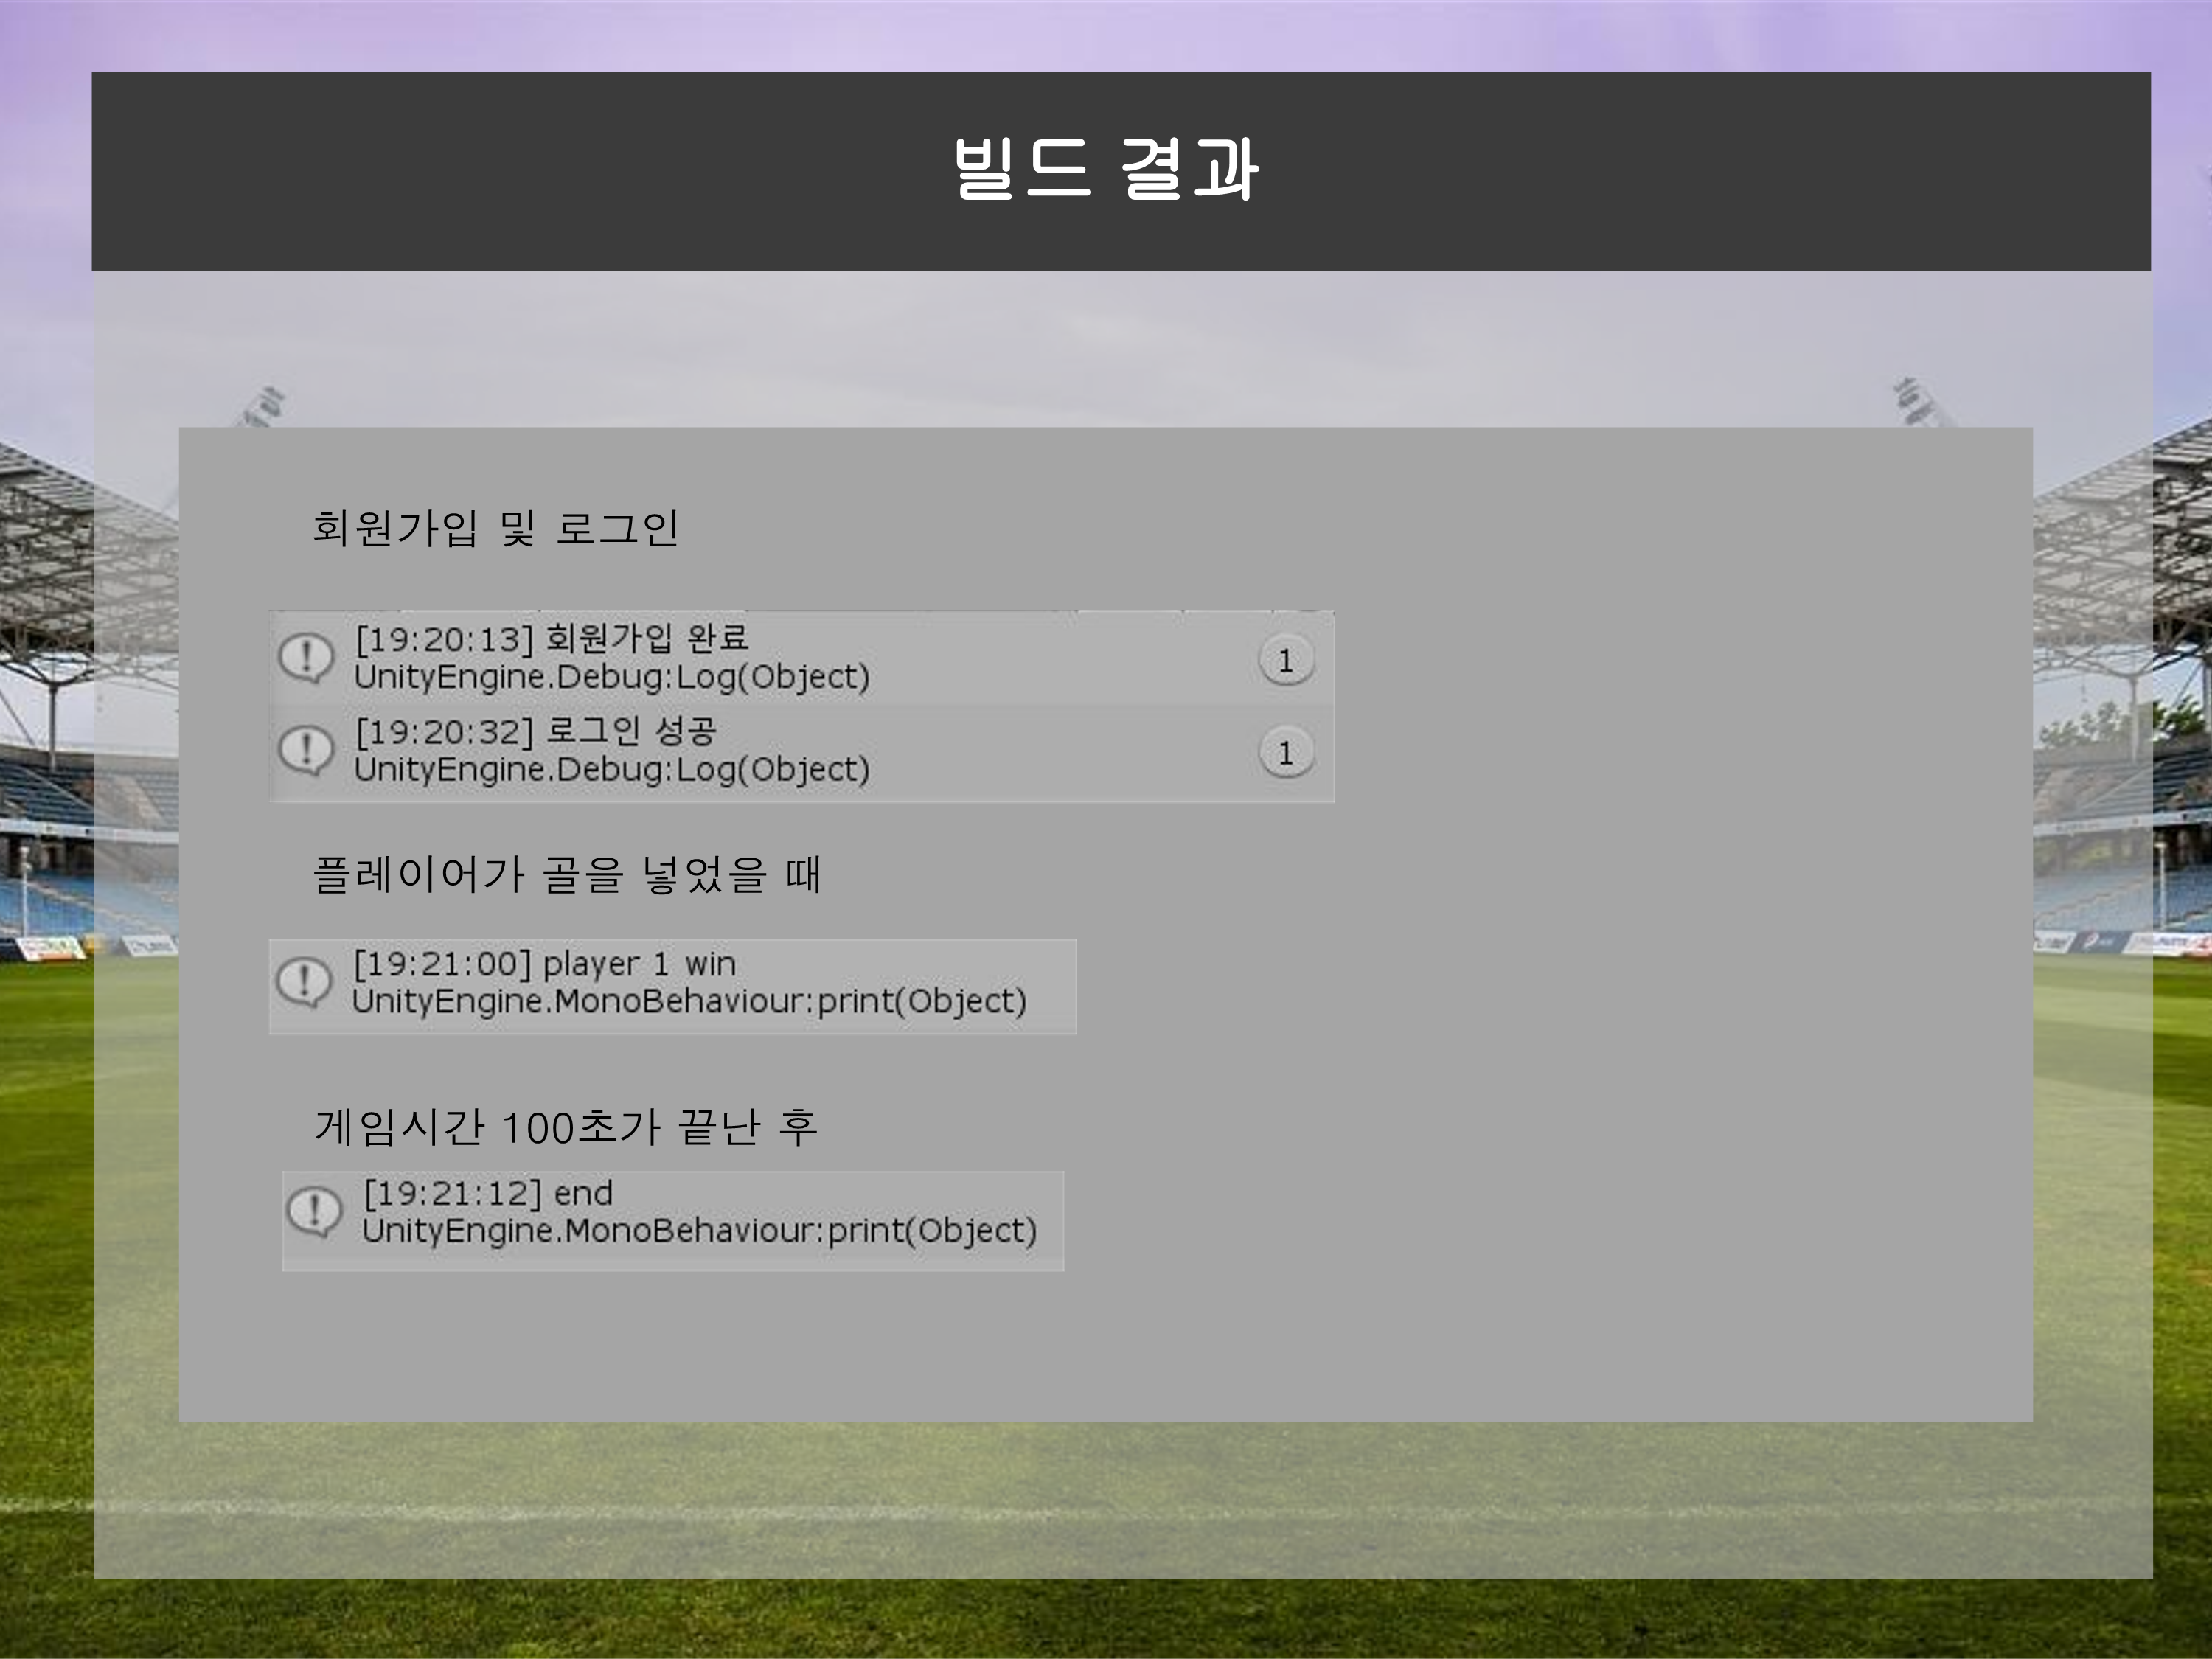 빌드 결과
회원가입 및 로그인
[19:20:13] 회원가입 완료
UnityEngine.Debug:Log(Object)
1
[19:20:32] 로그인 성공
UnityEngine.Debug:Log(Object)
1
플레이어가 골을 넣었을 때
[19:21:00] player 1 win
UnityEngine.MonoBehaviour:print(Object)
게임시간 100초가 끝난 후
[19:21:12] end
UnityEngine.MonoBehaviour:print(Object)